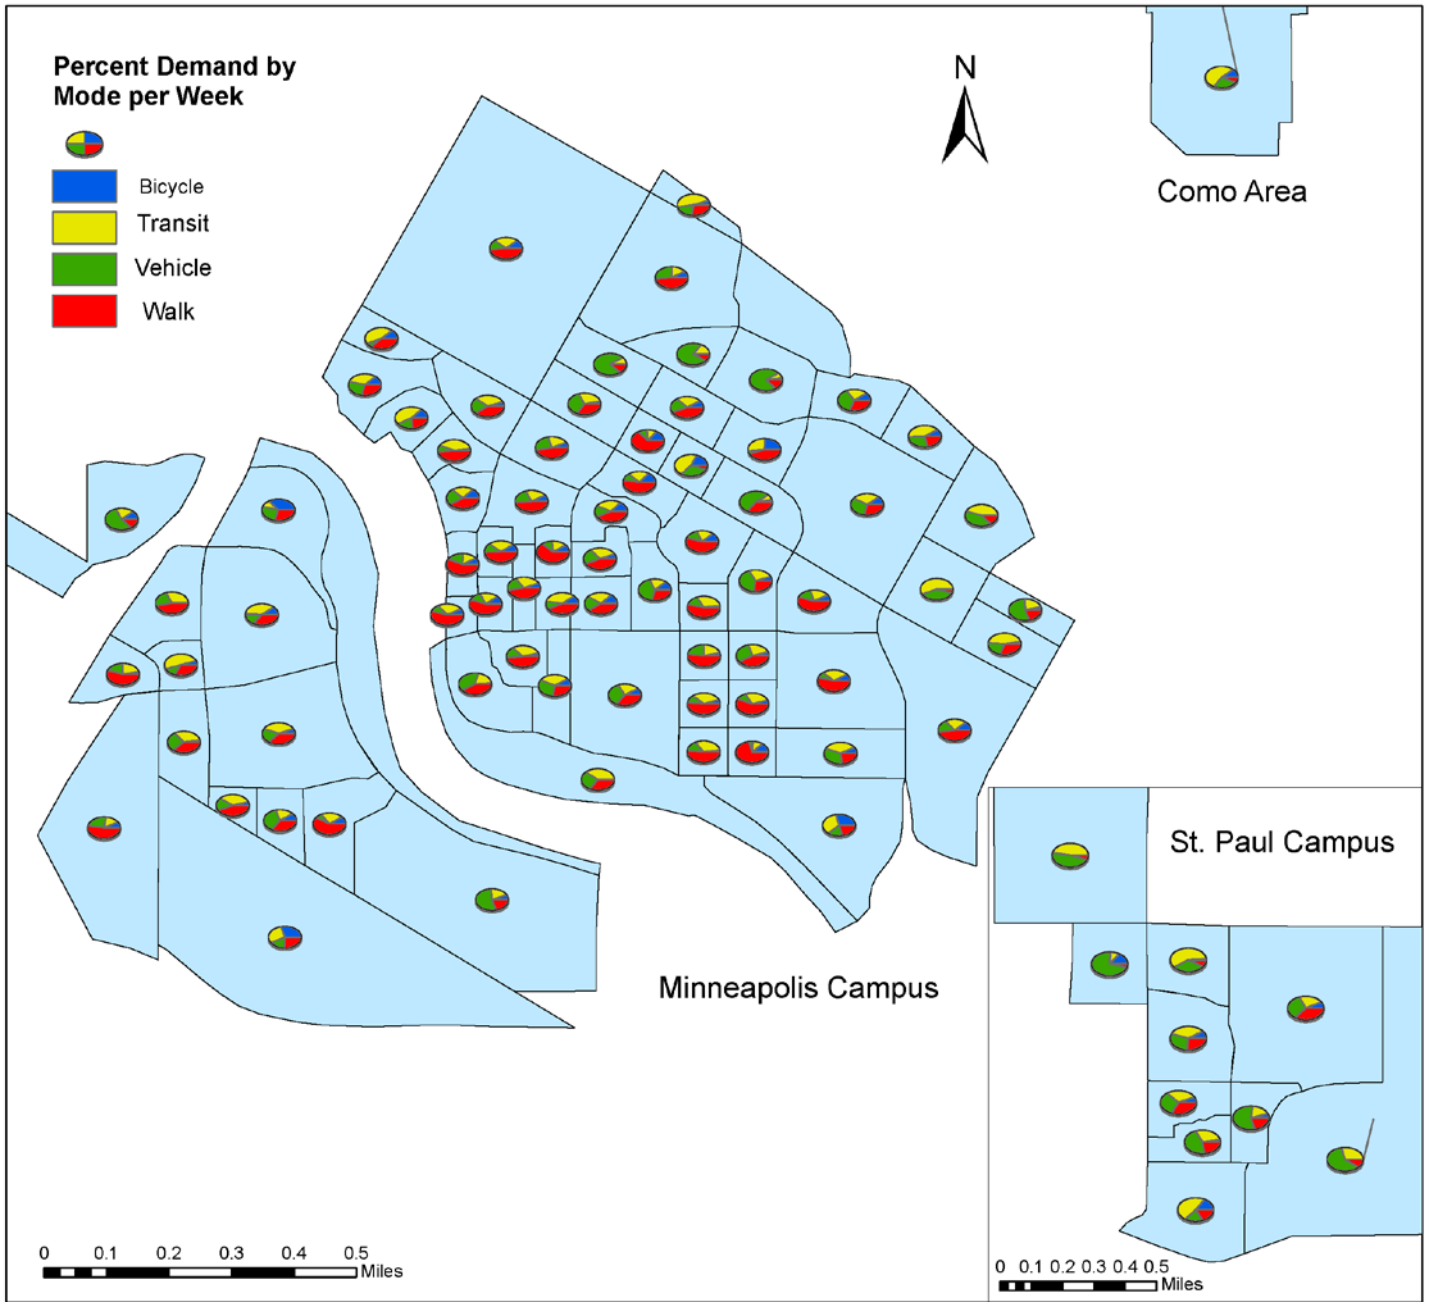 Percent Demand by
Mode per Week
Bicycle
Transit
Vehicle
Walk
N
Como Area
St. Paul Campus
Minneapolis Campus
0 0.1 0.2 0.3 0.4 0.5
Miles
0 0.1 0.2 0.3 0.4 0.5
Miles